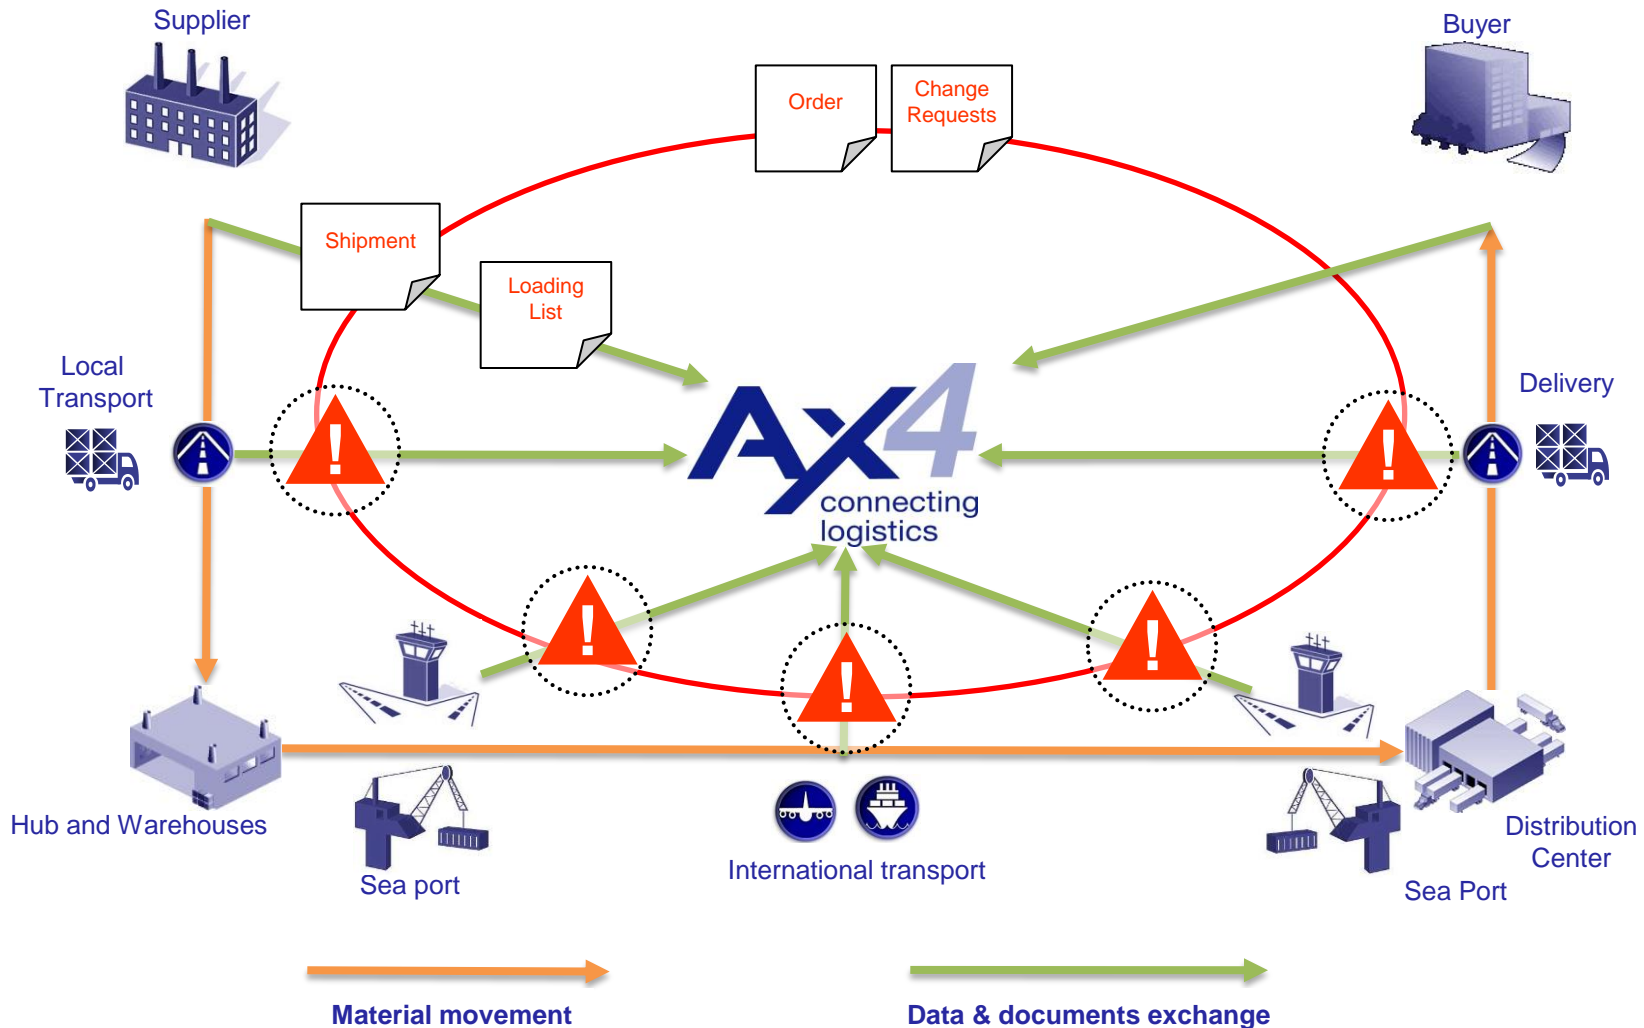 Supplier
Buyer
Order
Change
Requests
Shipment
Loading
List
Local
Transport
Delivery
AX4
connecting
logistics
Hub and Warehouses
Sea port
International transport
Distribution
Center
Sea Port
Material movement
Data & documents exchange